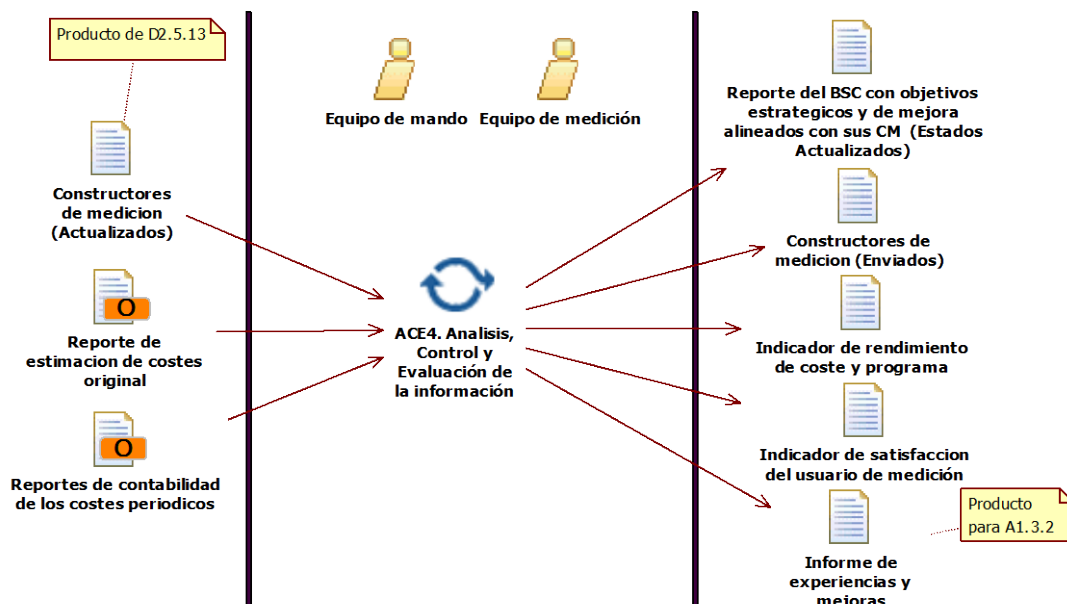 Producto de D2.5.13
Constructores
de medicion
(Actualizados)
O
Reporte de
estimacion de costes
original
O
Reportes de contabilidad
de los costes periodicos
Equipo de mando
Equipo de medición
ACE4. Analisis,
Control y
Evaluación de
la información
Reporte del BSC con objetivos
estrategicos y de mejora
alineados con sus CM (Estados
Actualizados)
Constructores de
medicion (Enviados)
Indicador de rendimiento
de coste y programa
Indicador de satisfaccion
del usuario de medición
Producto
para A1.3.2
Informe de
experiencias y
mejoras